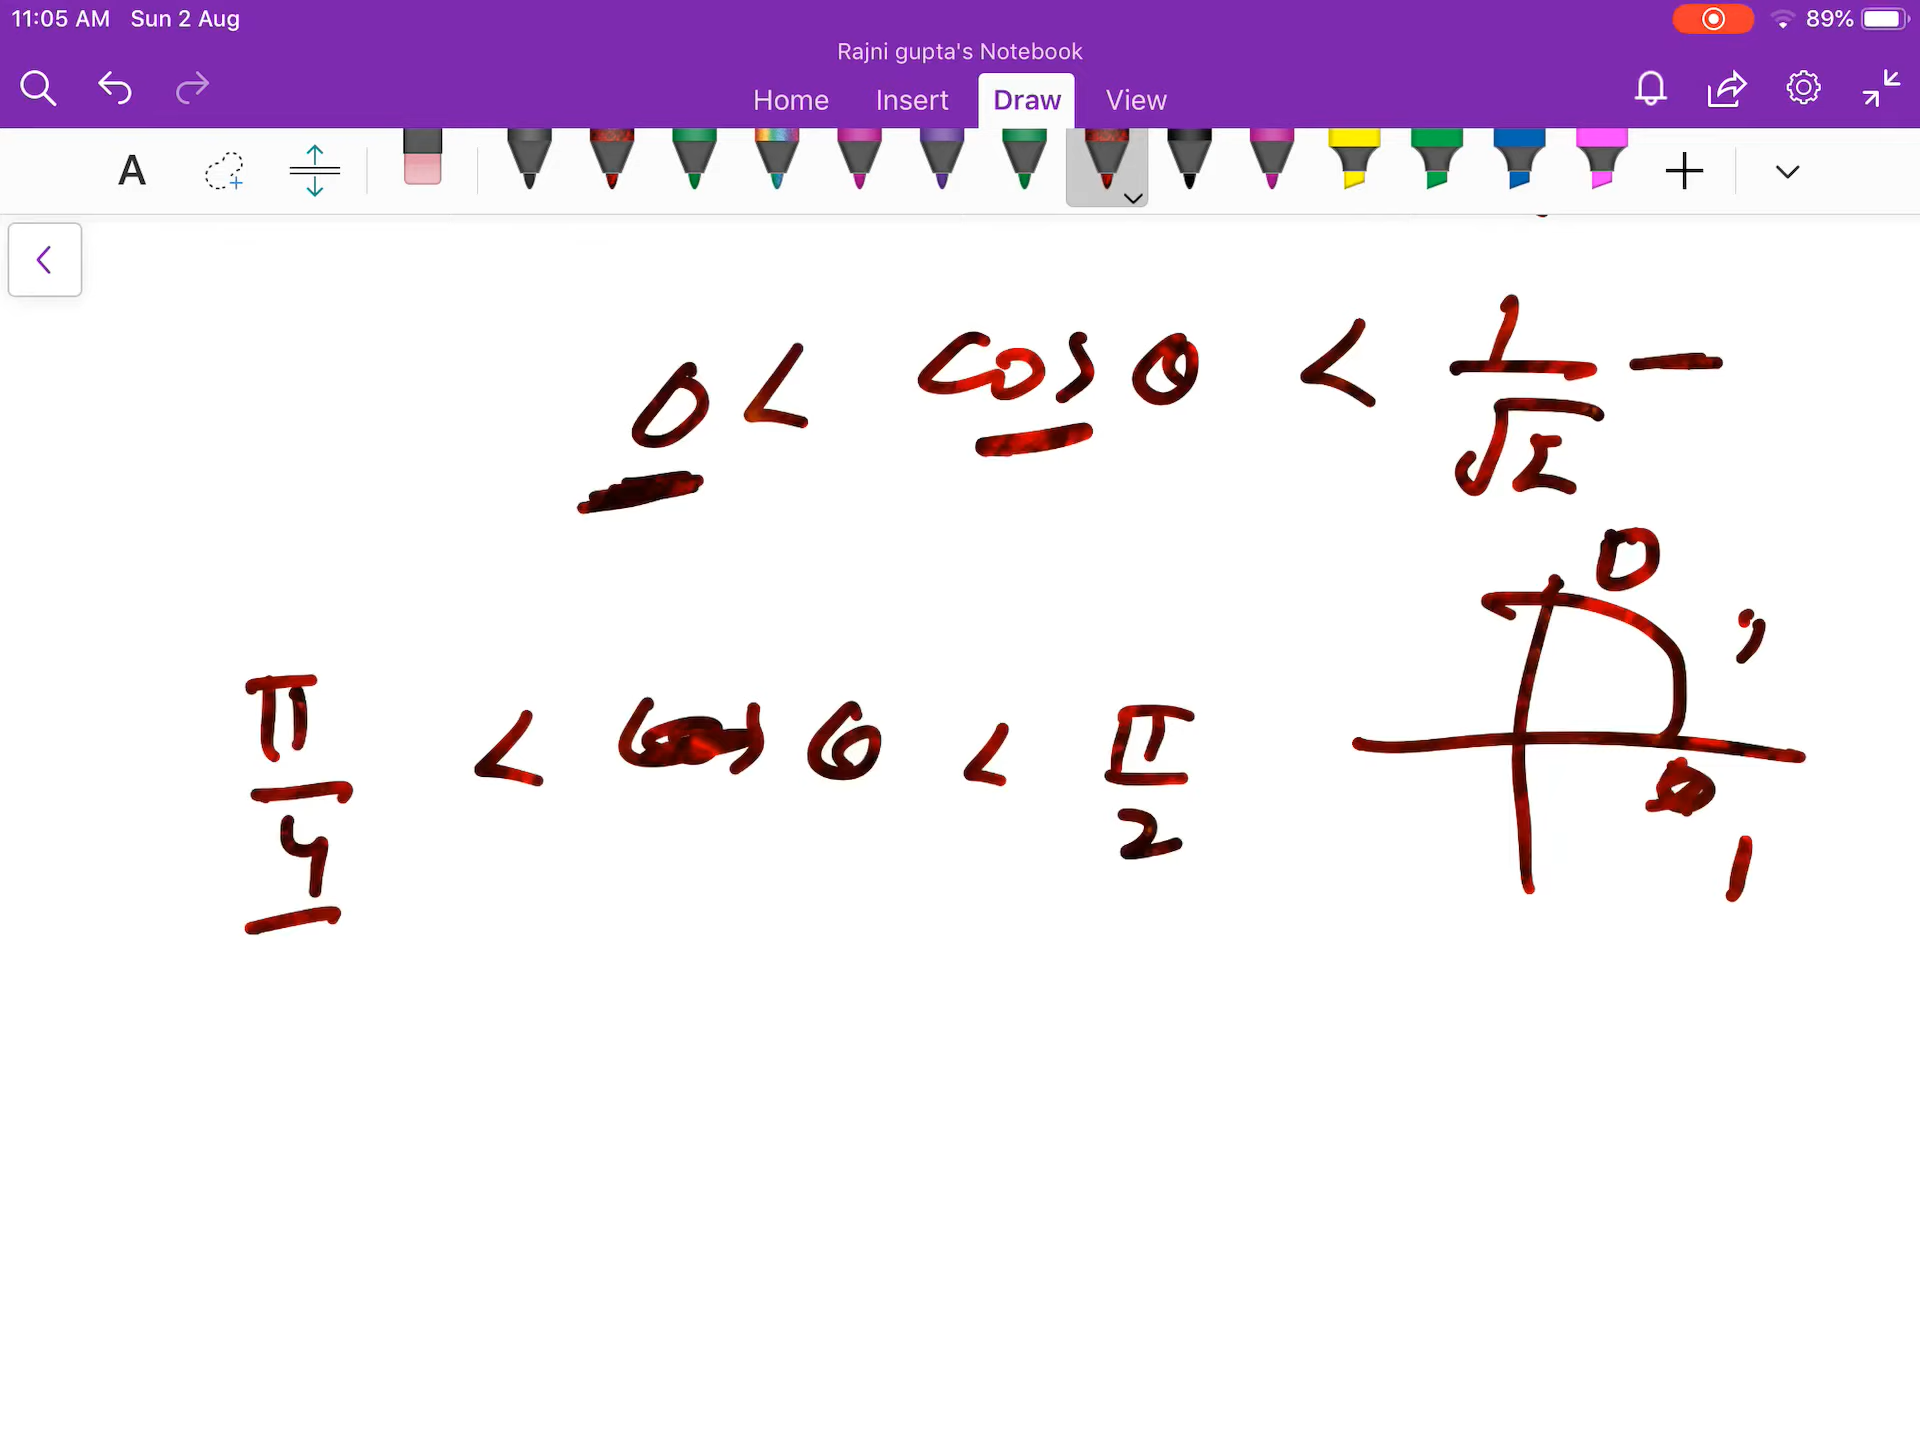 11:05 AM Sun 2 Aug 89%
Rajni gupta's Notebook
Home Insert Draw View
A
0 < cos θ < 1/√2 —
0
π/4 < θ < π/2
1